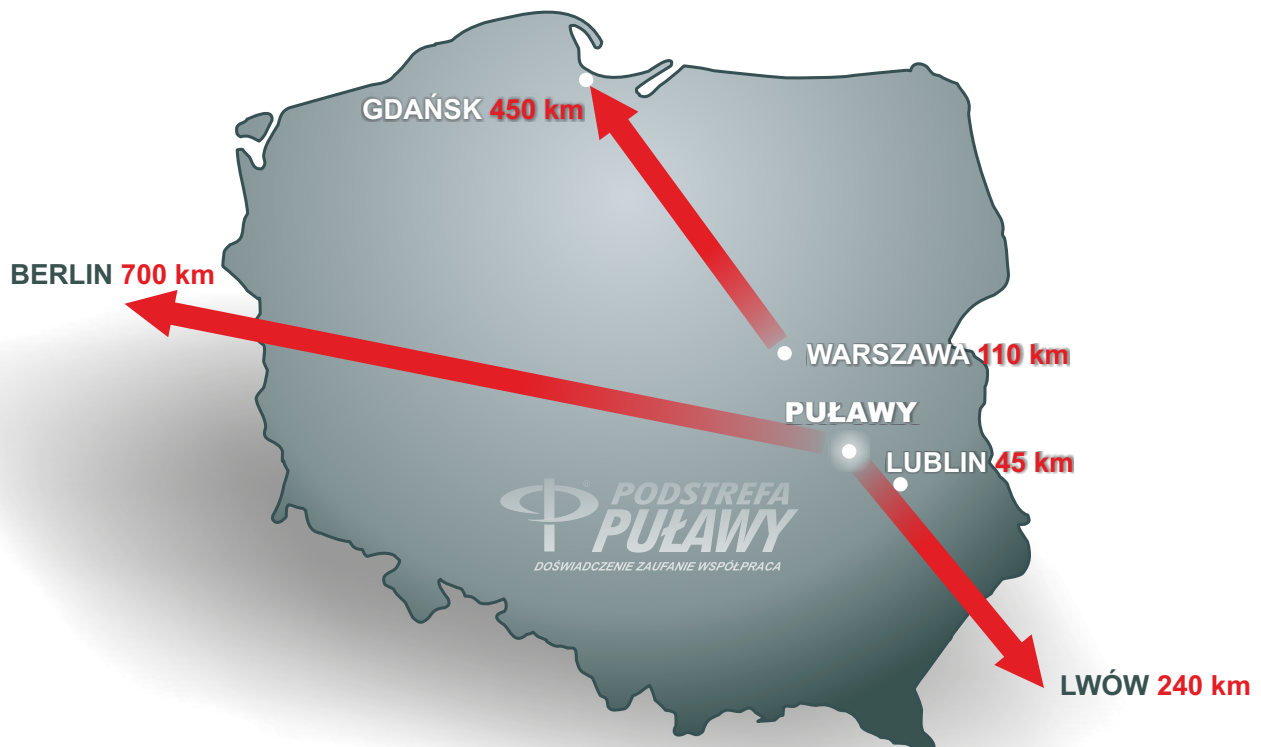 GDAŃSK 450 km
BERLIN 700 km
WARSZAWA 110 km
PUŁAWY
LUBLIN 45 km
® PODSTREFA
PUŁAWY
DOŚWIADCZENIE ZAUFANIE WSPÓŁPRACA
LWÓW 240 km